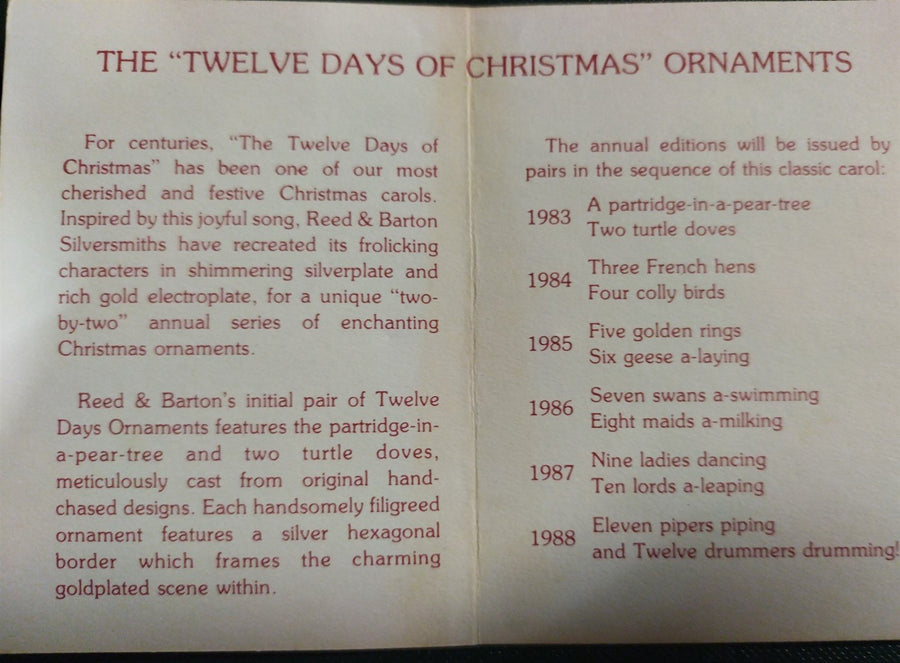 THE “TWELVE DAYS OF CHRISTMAS” ORNAMENTS
For centuries, “The Twelve Days of
Christmas” has been one of our most
cherished and festive Christmas carols.
Inspired by this joyful song, Reed & Barton
Silversmiths have recreated its frolicking
characters in shimmering silverplate and
rich gold electroplate, for a unique “two-
by-two” annual series of enchanting
Christmas ornaments.
Reed & Barton's initial pair of Twelve
Days Ornaments features the partridge-in-
a-pear-tree and two turtle doves,
meticulously cast from original hand-
chased designs. Each handsomely filigreed
ornament features a silver hexagonal
border which frames the charming
goldplated scene within.
The annual editions will be issued by
pairs in the sequence of this classic carol:
1983 A partridge-in-a-pear-tree
Two turtle doves
1984 Three French hens
Four colly birds
1985 Five golden rings
Six geese a-laying
1986 Seven swans a-swimming
Eight maids a-milking
1987 Nine ladies dancing
Ten lords a-leaping
1988 Eleven pipers piping
and Twelve drummers drumming!